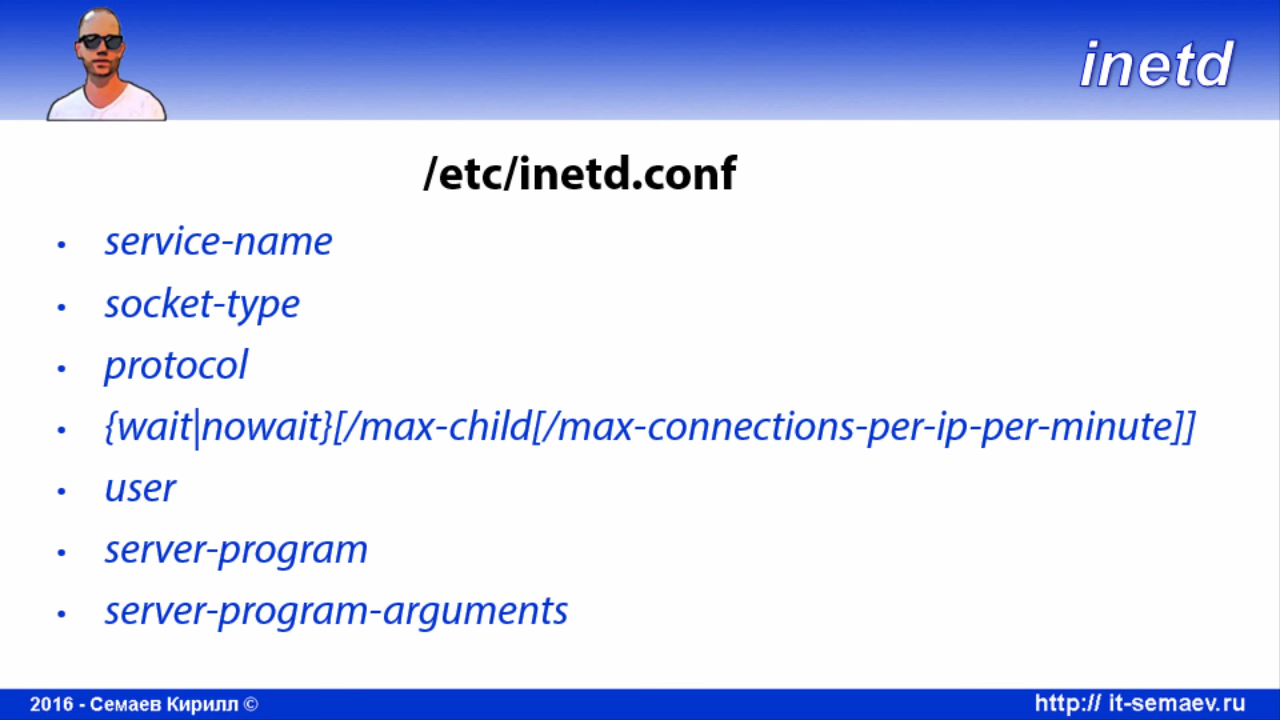 inetd
/etc/inetd.conf
• service-name
• socket-type
• protocol
• {wait|nowait}[/max-child[/max-connections-per-ip-per-minute]]
• user
• server-program
• server-program-arguments
2016 - Семаев Кирилл ©
http:// it-semaev.ru